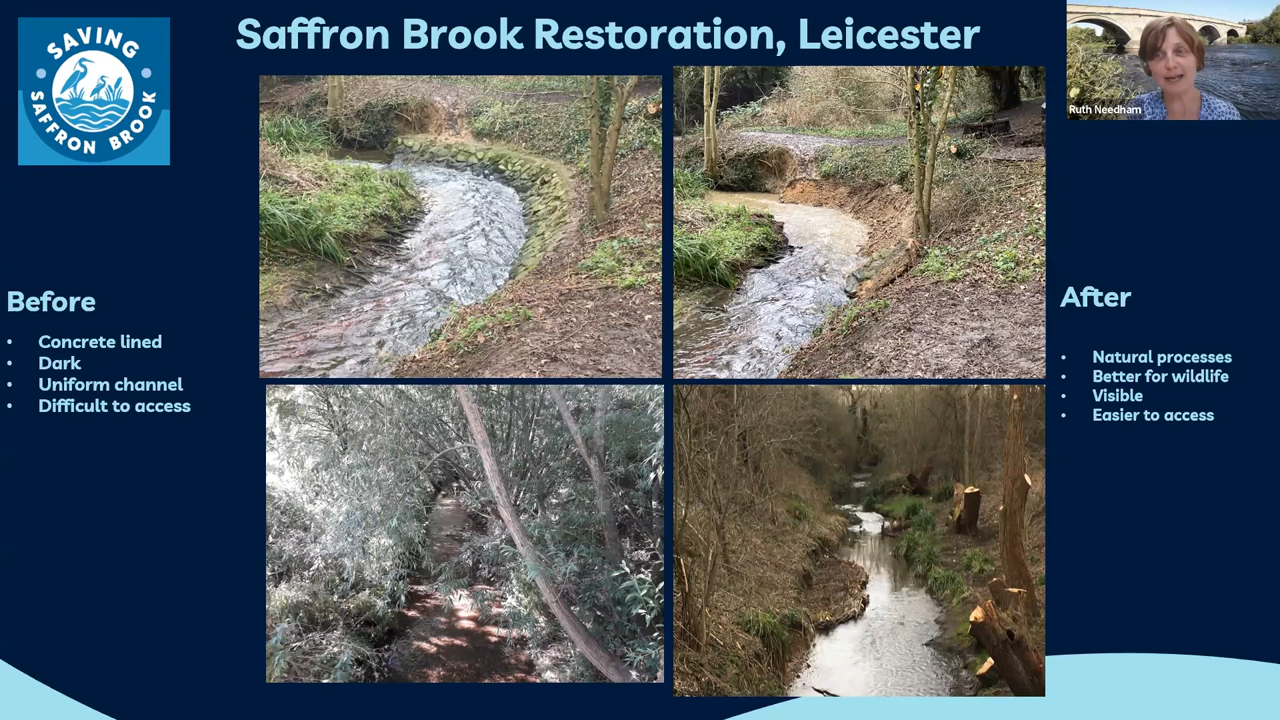 Saffron Brook Restoration, Leicester
SAVING
SAFFRON BROOK
Ruth Needham
Before
• Concrete lined
• Dark
• Uniform channel
• Difficult to access
After
• Natural processes
• Better for wildlife
• Visible
• Easier to access